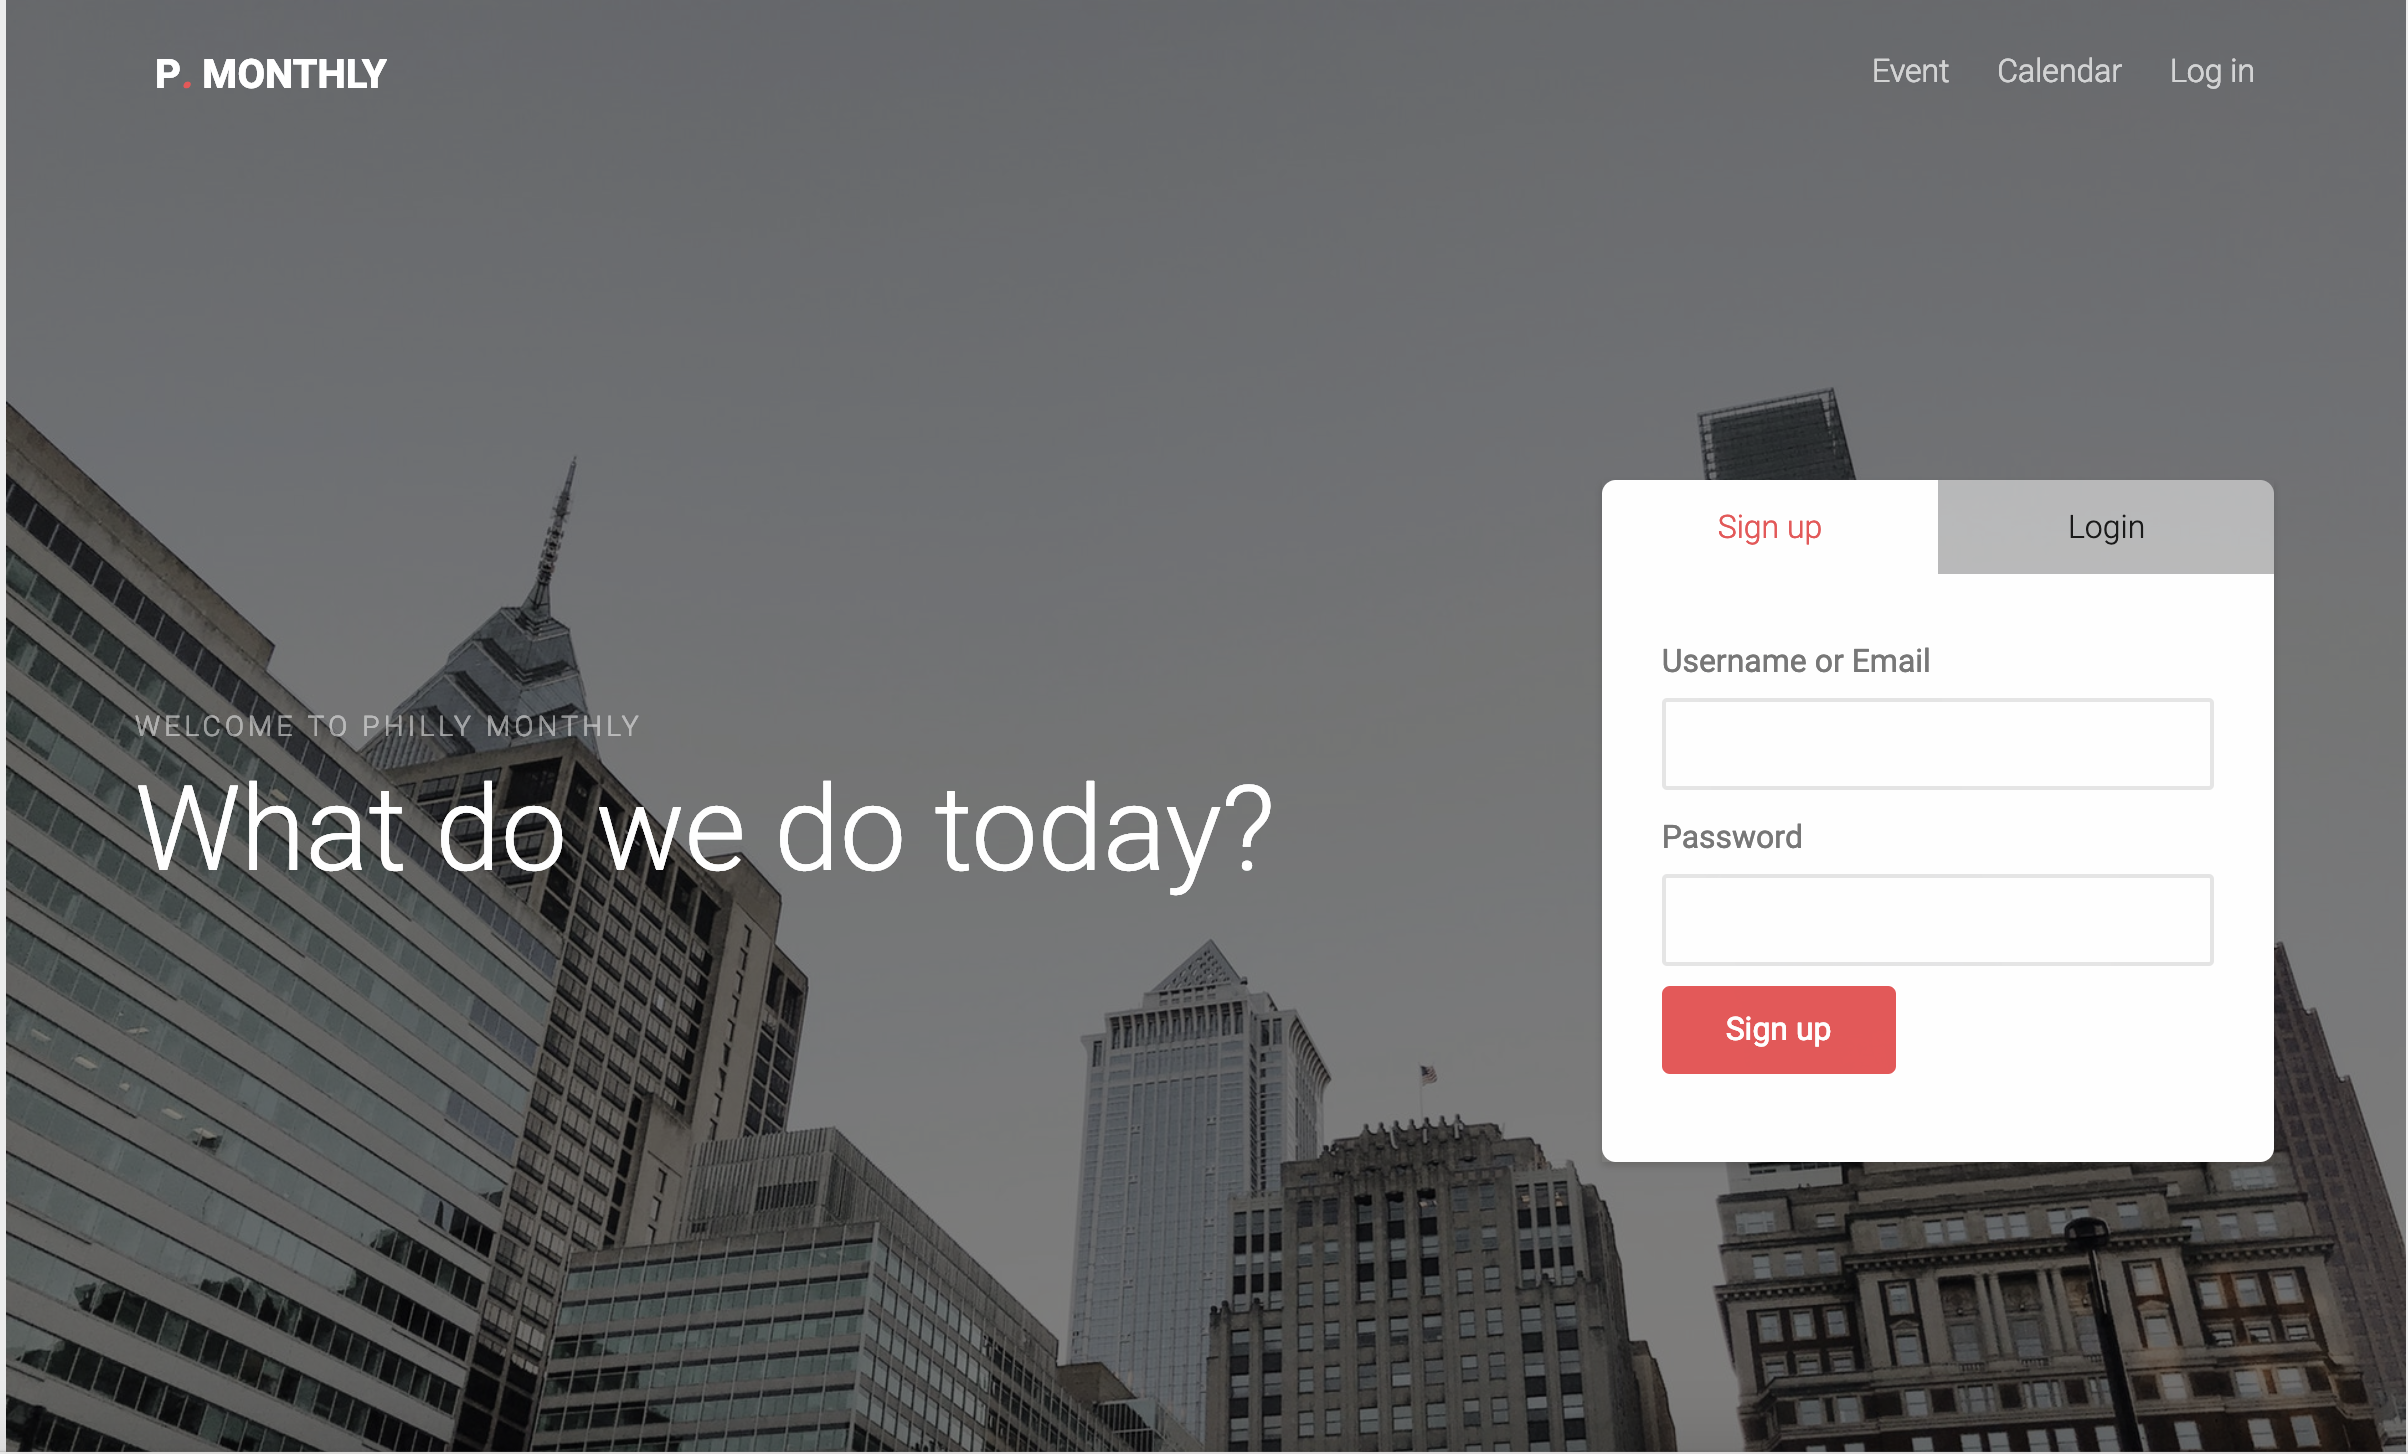 P. MONTHLY
Event Calendar Log in
WELCOME TO PHILLY MONTHLY
What do we do today?
Sign up Login
Username or Email
Password
Sign up